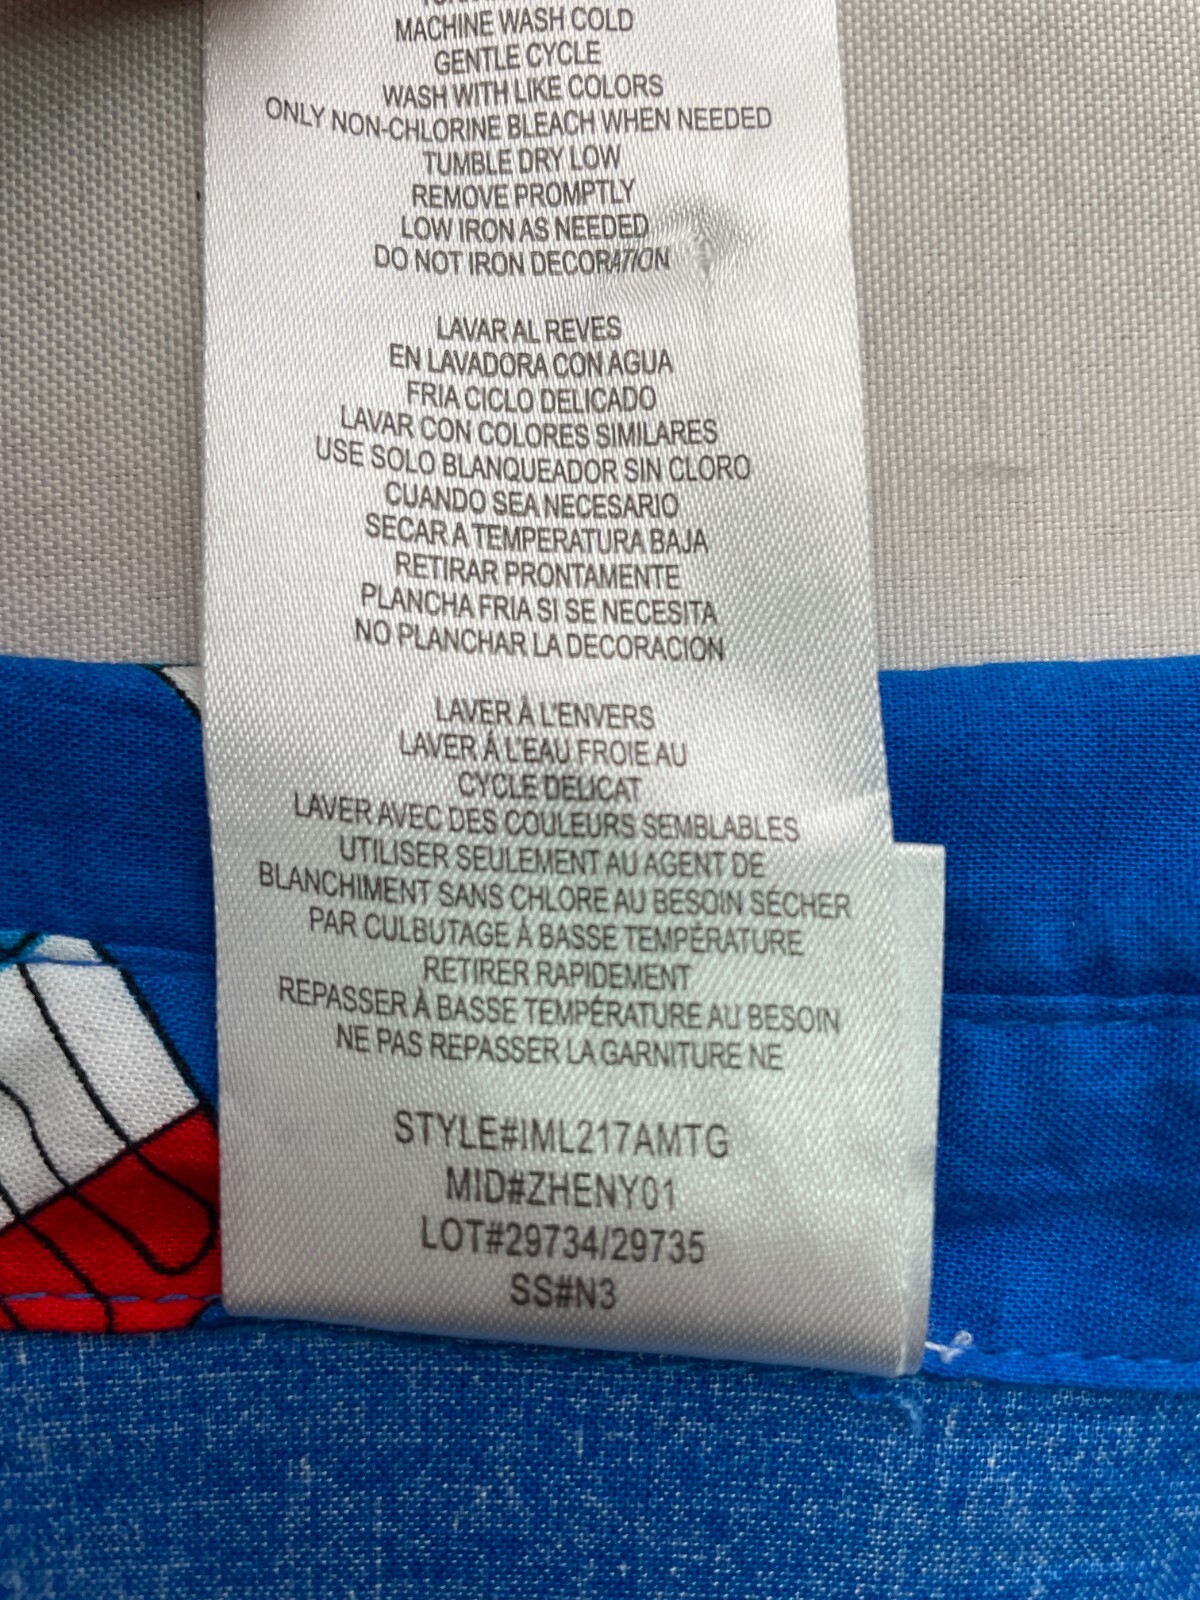 MACHINE WASH COLD
GENTLE CYCLE
WASH WITH LIKE COLORS
ONLY NON-CHLORINE BLEACH WHEN NEEDED
TUMBLE DRY LOW
REMOVE PROMPTLY
LOW IRON AS NEEDED
DO NOT IRON DECORATION
LAVAR AL REVES
EN LAVADORA CON AGUA
FRIA CICLO DELICADO
LAVAR CON COLORES SIMILARES
USE SOLO BLANQUEADOR SIN CLORO
CUANDO SEA NECESARIO
SECAR A TEMPERATURA BAJA
RETIRAR PRONTAMENTE
PLANCHA FRIA SI SE NECESITA
NO PLANCHAR LA DECORACION
LAVER À L'ENVERS
LAVER À L'EAU FROIE AU
CYCLE DELICAT
LAVER AVEC DES COULEURS SEMBLABLES
UTILISER SEULEMENT AU AGENT DE
BLANCHIMENT SANS CHLORE AU BESOIN SÉCHER
PAR CULBUTAGE À BASSE TEMPÉRATURE
RETIRER RAPIDEMENT
REPASSER À BASSE TEMPÉRATURE AU BESOIN
NE PAS REPASSER LA GARNITURE NE
STYLE#IML217AMTG
MID#ZHENY01
LOT#29734/29735
SS#N3